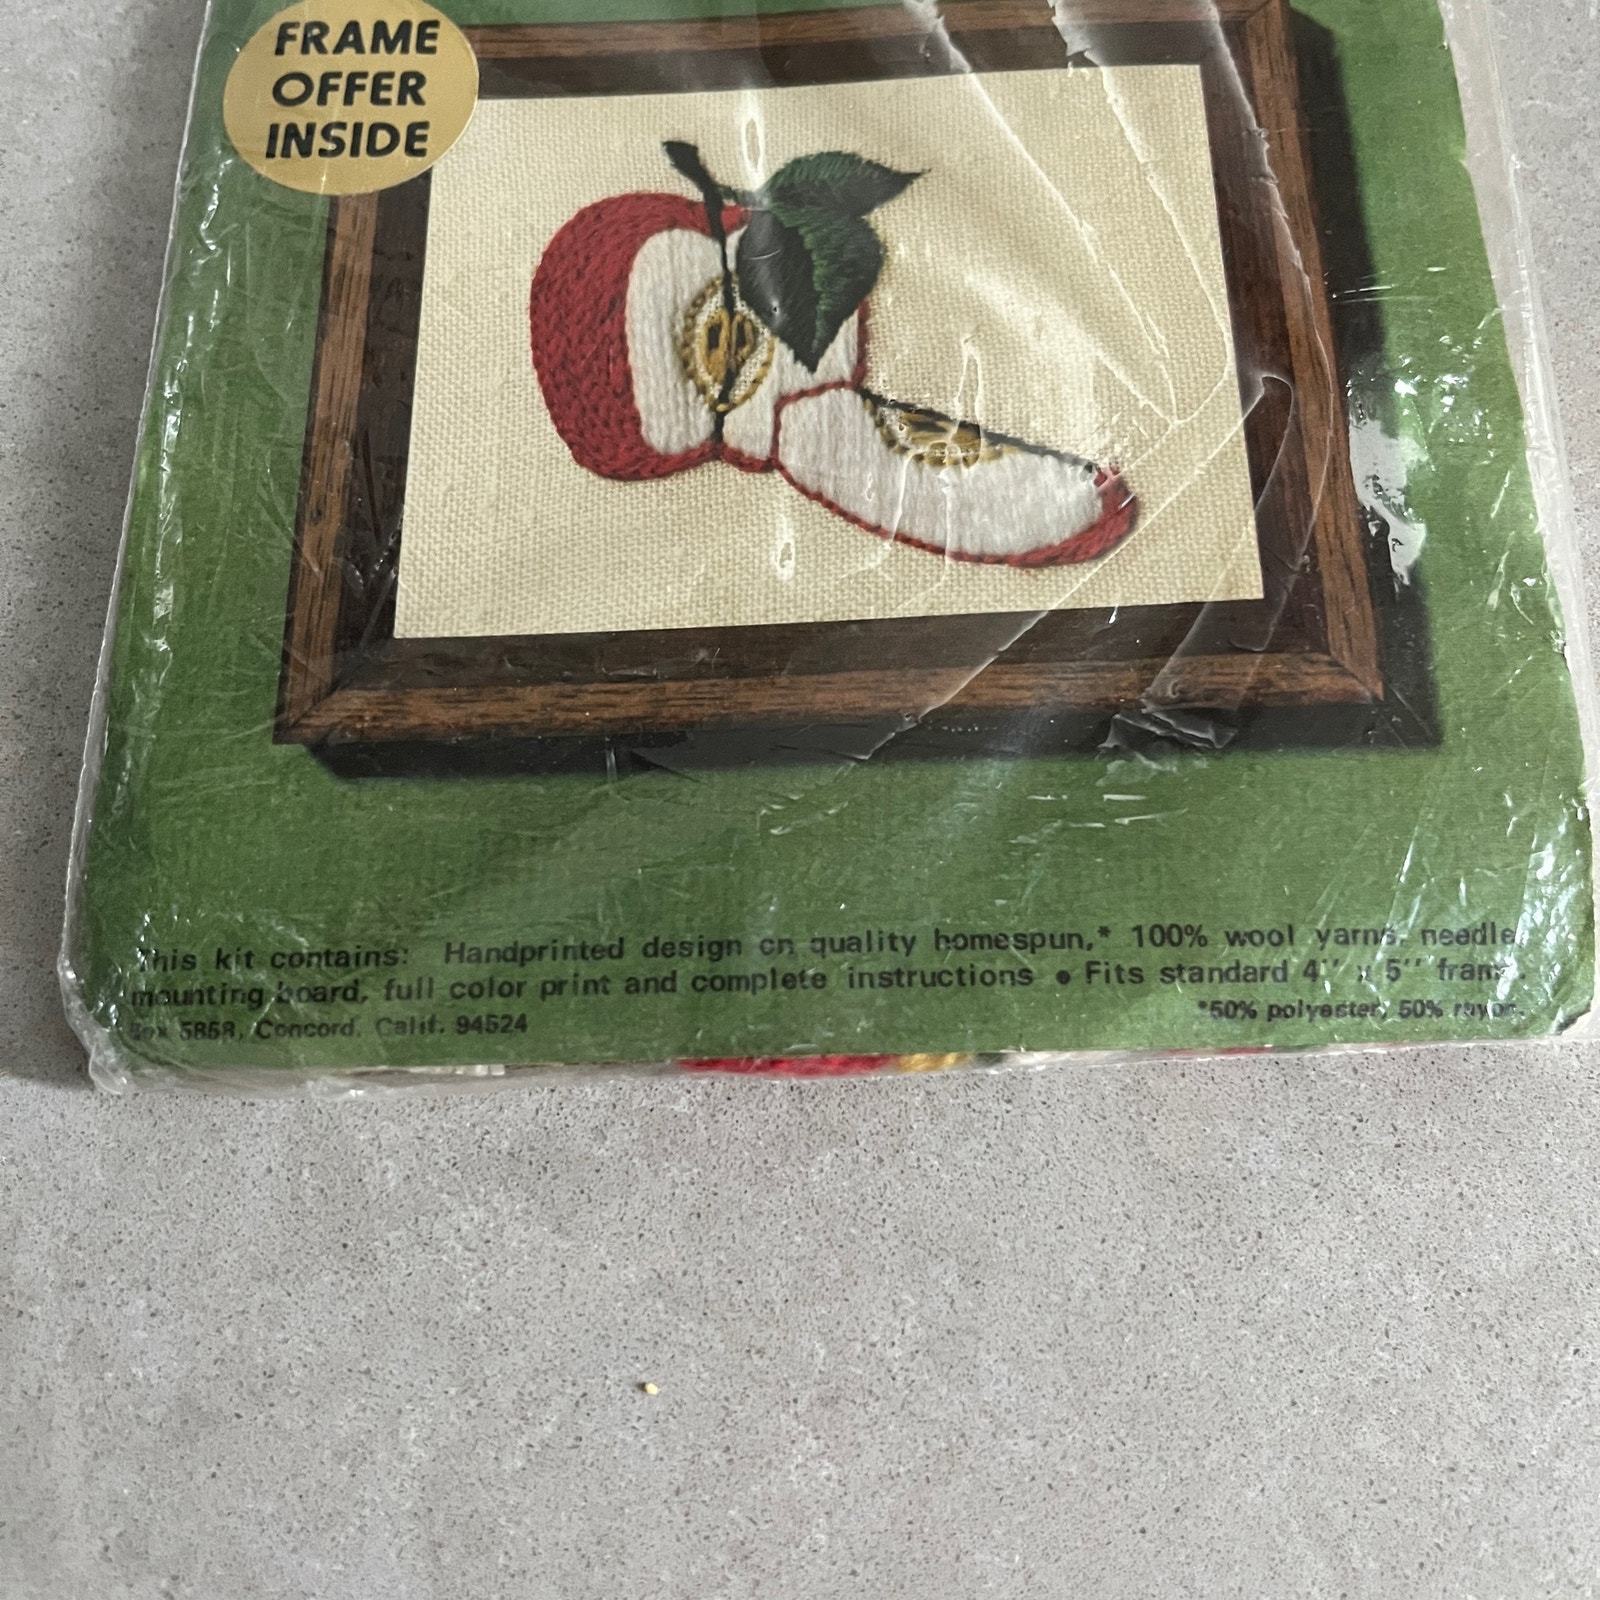 FRAME
OFFER
INSIDE
This kit contains: Handprinted design on quality homespun,* 100% wool yarns, needle,
mounting board, full color print and complete instructions • Fits standard 4'' x 5'' frame.
*50% polyester, 50% rayon.
Box 5858, Concord, Calif. 94524